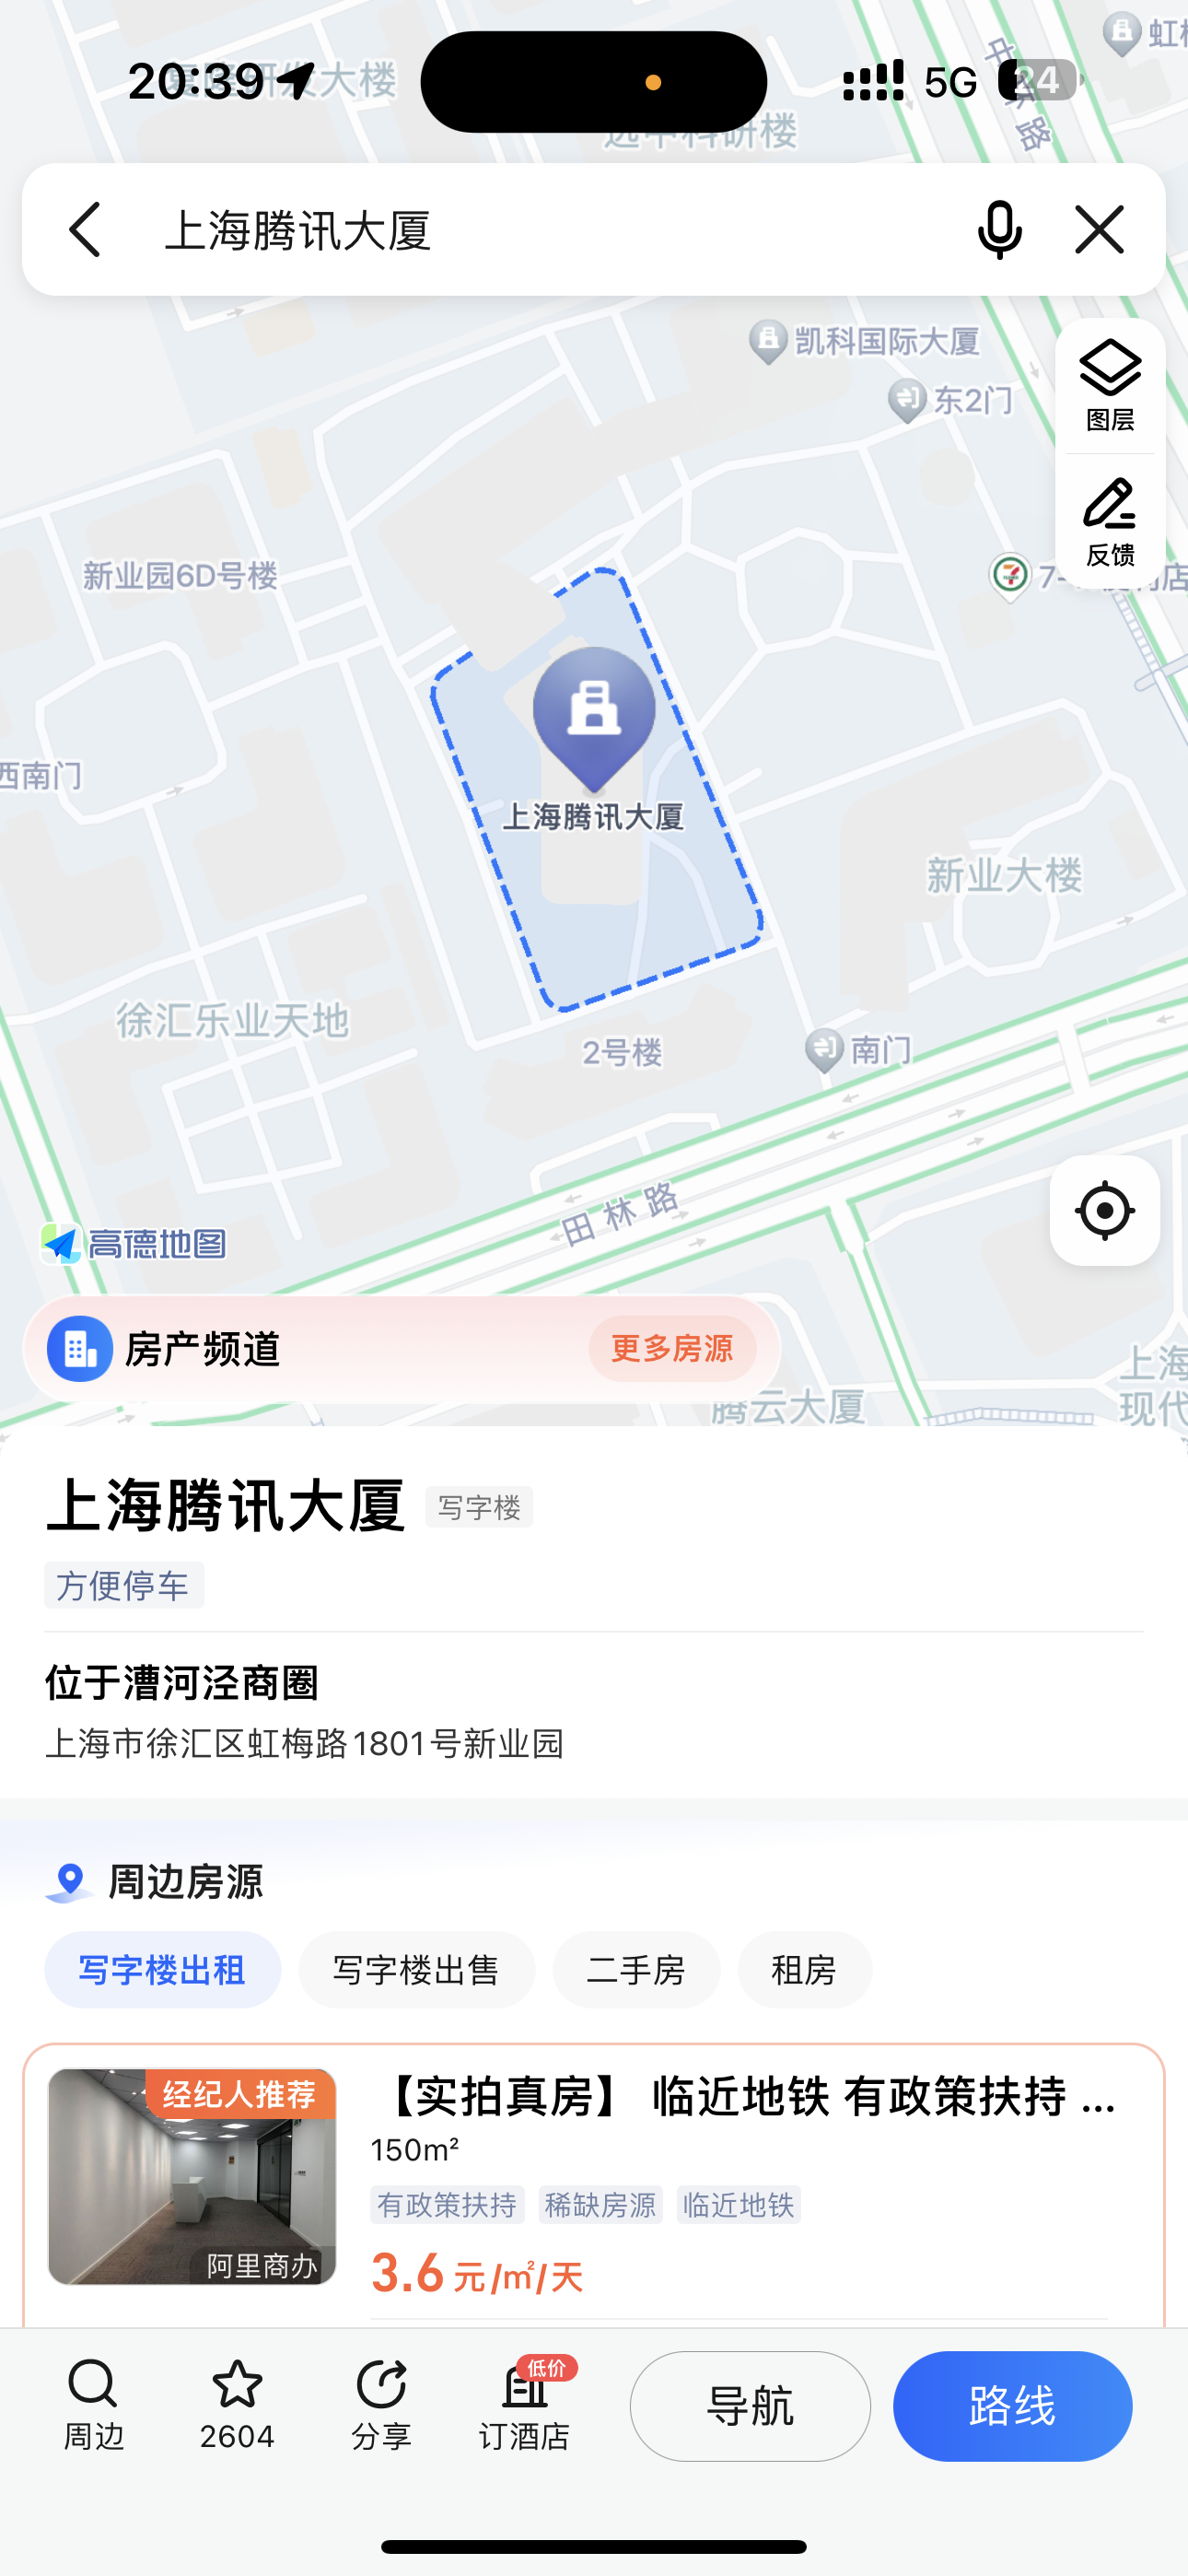 20:39
5G
24
上海腾讯大厦
凯科国际大厦
东2门
图层
反馈
新业园6D号楼
西南门
上海腾讯大厦
新业大楼
徐汇乐业天地
2号楼
南门
田林路
高德地图
房产频道
更多房源
腾云大厦
上海
现代
上海腾讯大厦
写字楼
方便停车
位于漕河泾商圈
上海市徐汇区虹梅路1801号新业园
周边房源
写字楼出租 写字楼出售 二手房 租房
经纪人推荐
【实拍真房】 临近地铁 有政策扶持 ...
150m²
有政策扶持 稀缺房源 临近地铁
阿里商办
3.6 元/㎡/天
低价
周边 2604 分享 订酒店
导航 路线